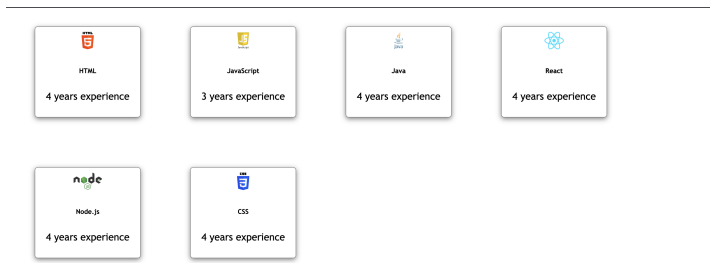 HTML
JavaScript
Java
React
4 years experience
3 years experience
4 years experience
4 years experience
node
Node.js
CSS
4 years experience
4 years experience